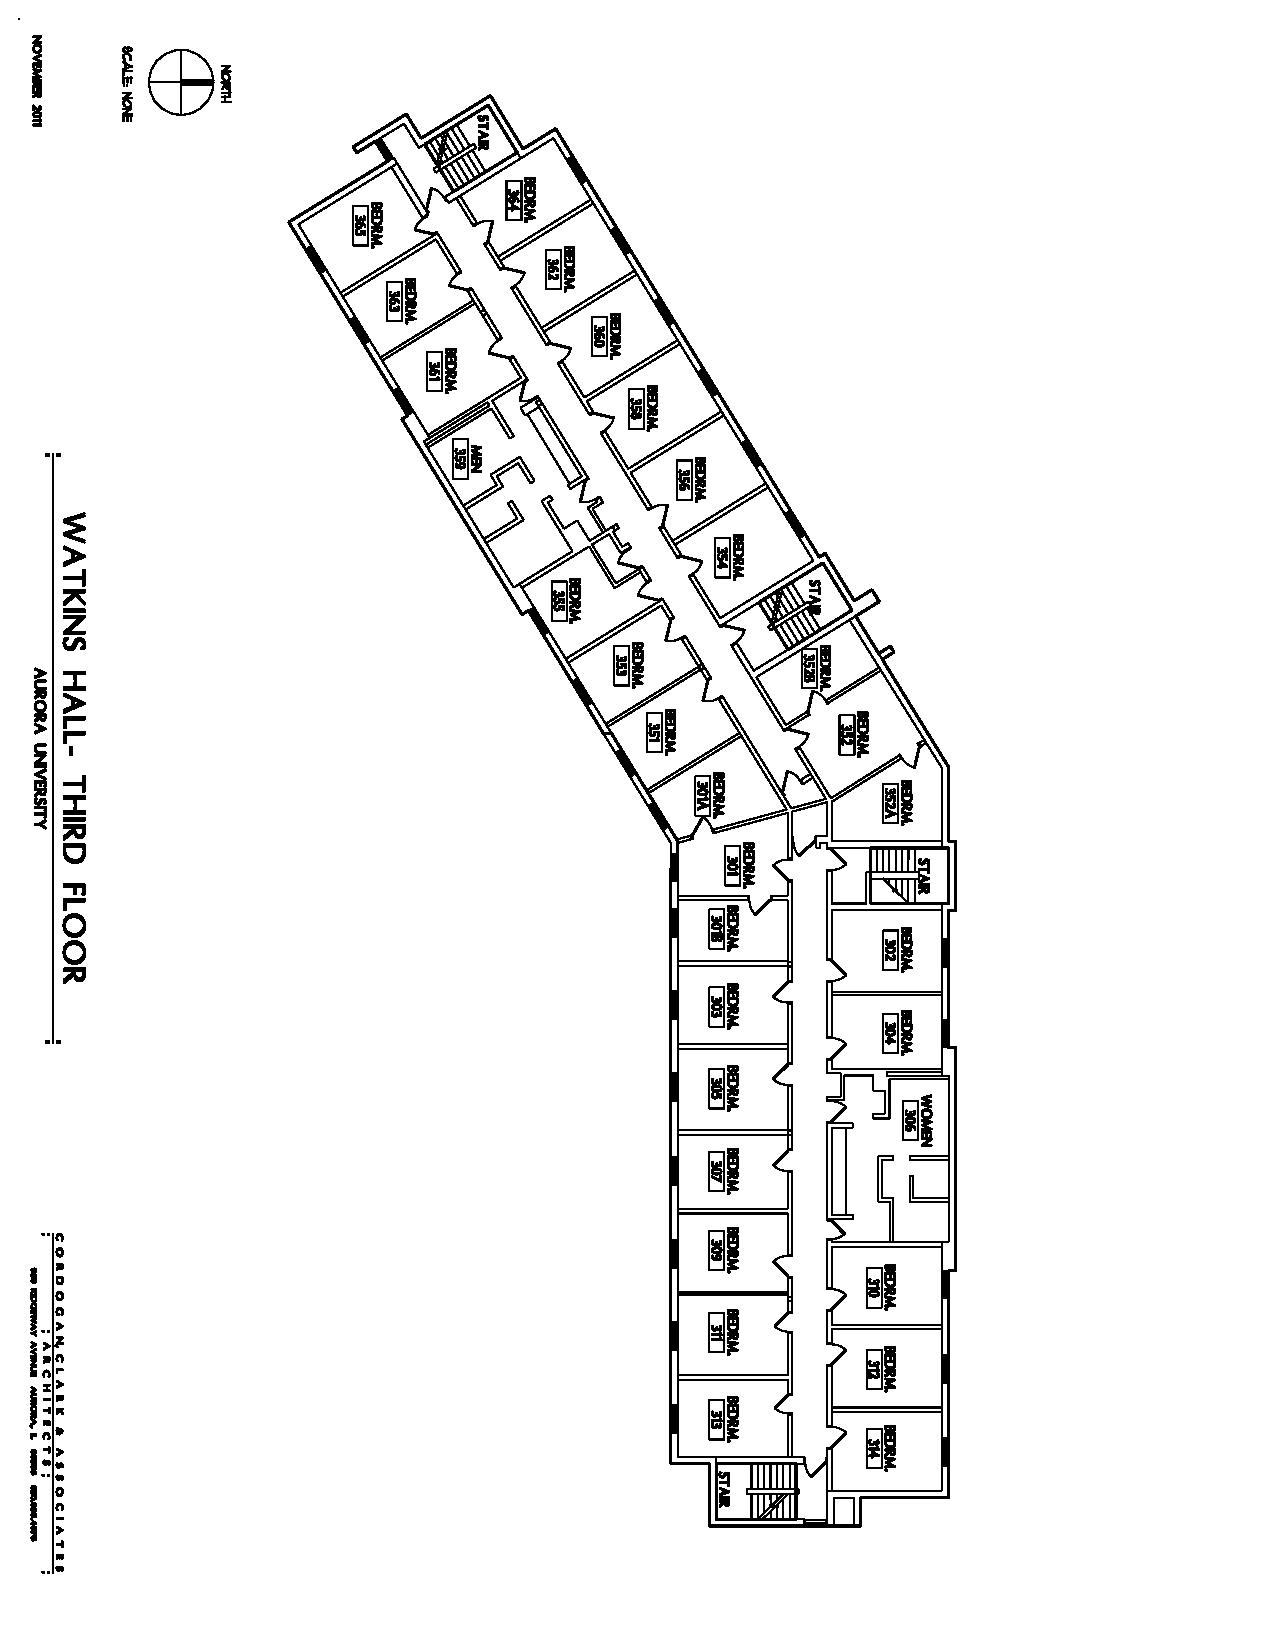 NORTH
SCALE: NONE
NOVEMBER 2011
STAIR
BEDRM.
364
BEDRM.
365
BEDRM.
362
BEDRM.
363
BEDRM.
360
BEDRM.
361
BEDRM.
358
MEN
359
BEDRM.
356
BEDRM.
354
BEDRM.
355
STAIR
BEDRM.
353
BEDRM.
352B
BEDRM.
351
BEDRM.
352
BEDRM.
301A
BEDRM.
352A
BEDRM.
301
STAIR
BEDRM.
301B
BEDRM.
302
BEDRM.
303
BEDRM.
304
BEDRM.
305
WOMEN
306
BEDRM.
307
BEDRM.
309
BEDRM.
310
BEDRM.
311
BEDRM.
312
BEDRM.
313
BEDRM.
314
STAIR
WATKINS HALL- THIRD FLOOR
AURORA UNIVERSITY
CORDOGAN, CLARK & ASSOCIATES
: ARCHITECTS :
RIDGEWAY AVENUE AURORA, IL